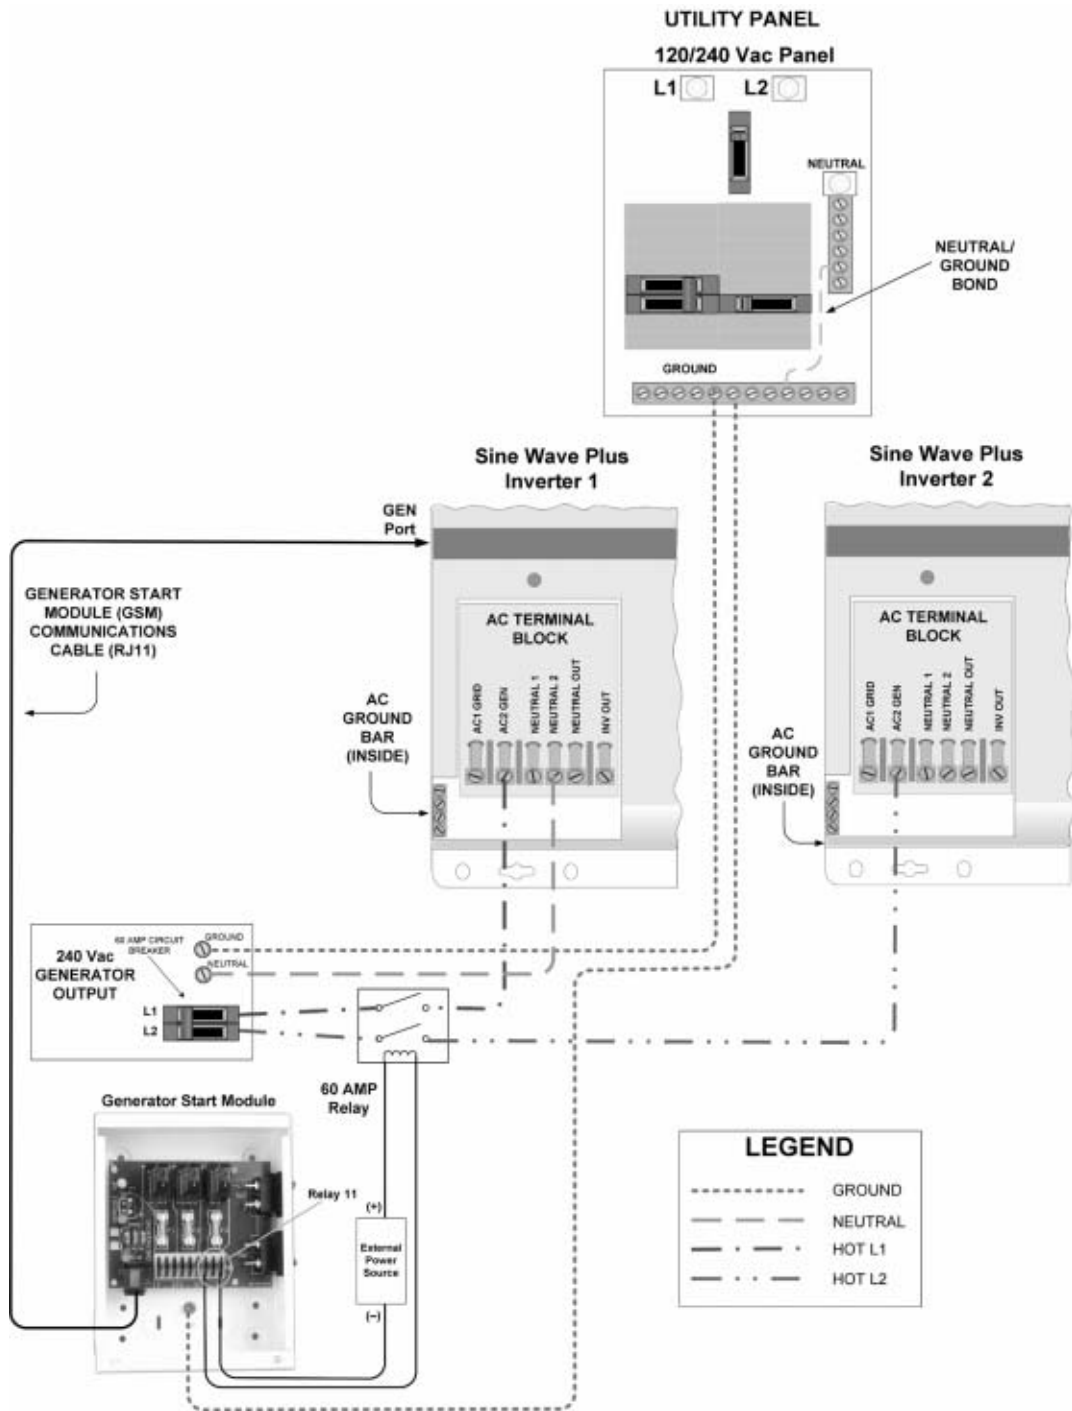 UTILITY PANEL
120/240 Vac Panel
L1
L2
NEUTRAL
NEUTRAL/
GROUND
BOND
GROUND
Sine Wave Plus
Inverter 1
Sine Wave Plus
Inverter 2
GEN
Port
GENERATOR START
MODULE (GSM)
COMMUNICATIONS
CABLE (RJ11)
AC TERMINAL
BLOCK
AC1 GRID
AC2 GEN
NEUTRAL 1
NEUTRAL 2
NEUTRAL OUT
INV OUT
AC
GROUND
BAR
(INSIDE)
AC TERMINAL
BLOCK
AC1 GRID
AC2 GEN
NEUTRAL 1
NEUTRAL 2
NEUTRAL OUT
INV OUT
AC
GROUND
BAR
(INSIDE)
60 AMP CIRCUIT
BREAKER
GROUND
NEUTRAL
240 Vac
GENERATOR
OUTPUT
L1
L2
60 AMP
Relay
Generator Start Module
Relay 11
(+)
External
Power
Source
(–)
LEGEND
GROUND
NEUTRAL
HOT L1
HOT L2